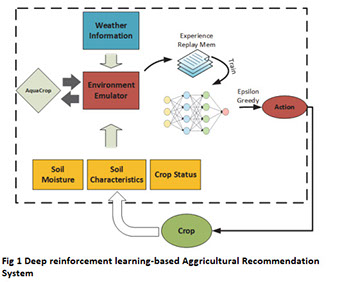 Weather
Information
Experience
Replay Mem
Train
AquaCrop
Environment
Emulator
Epsilon
Greedy
Action
Soil
Moisture
Soil
Characteristics
Crop Status
Crop
Fig 1 Deep reinforcement learning-based Aggricultural Recommendation
System